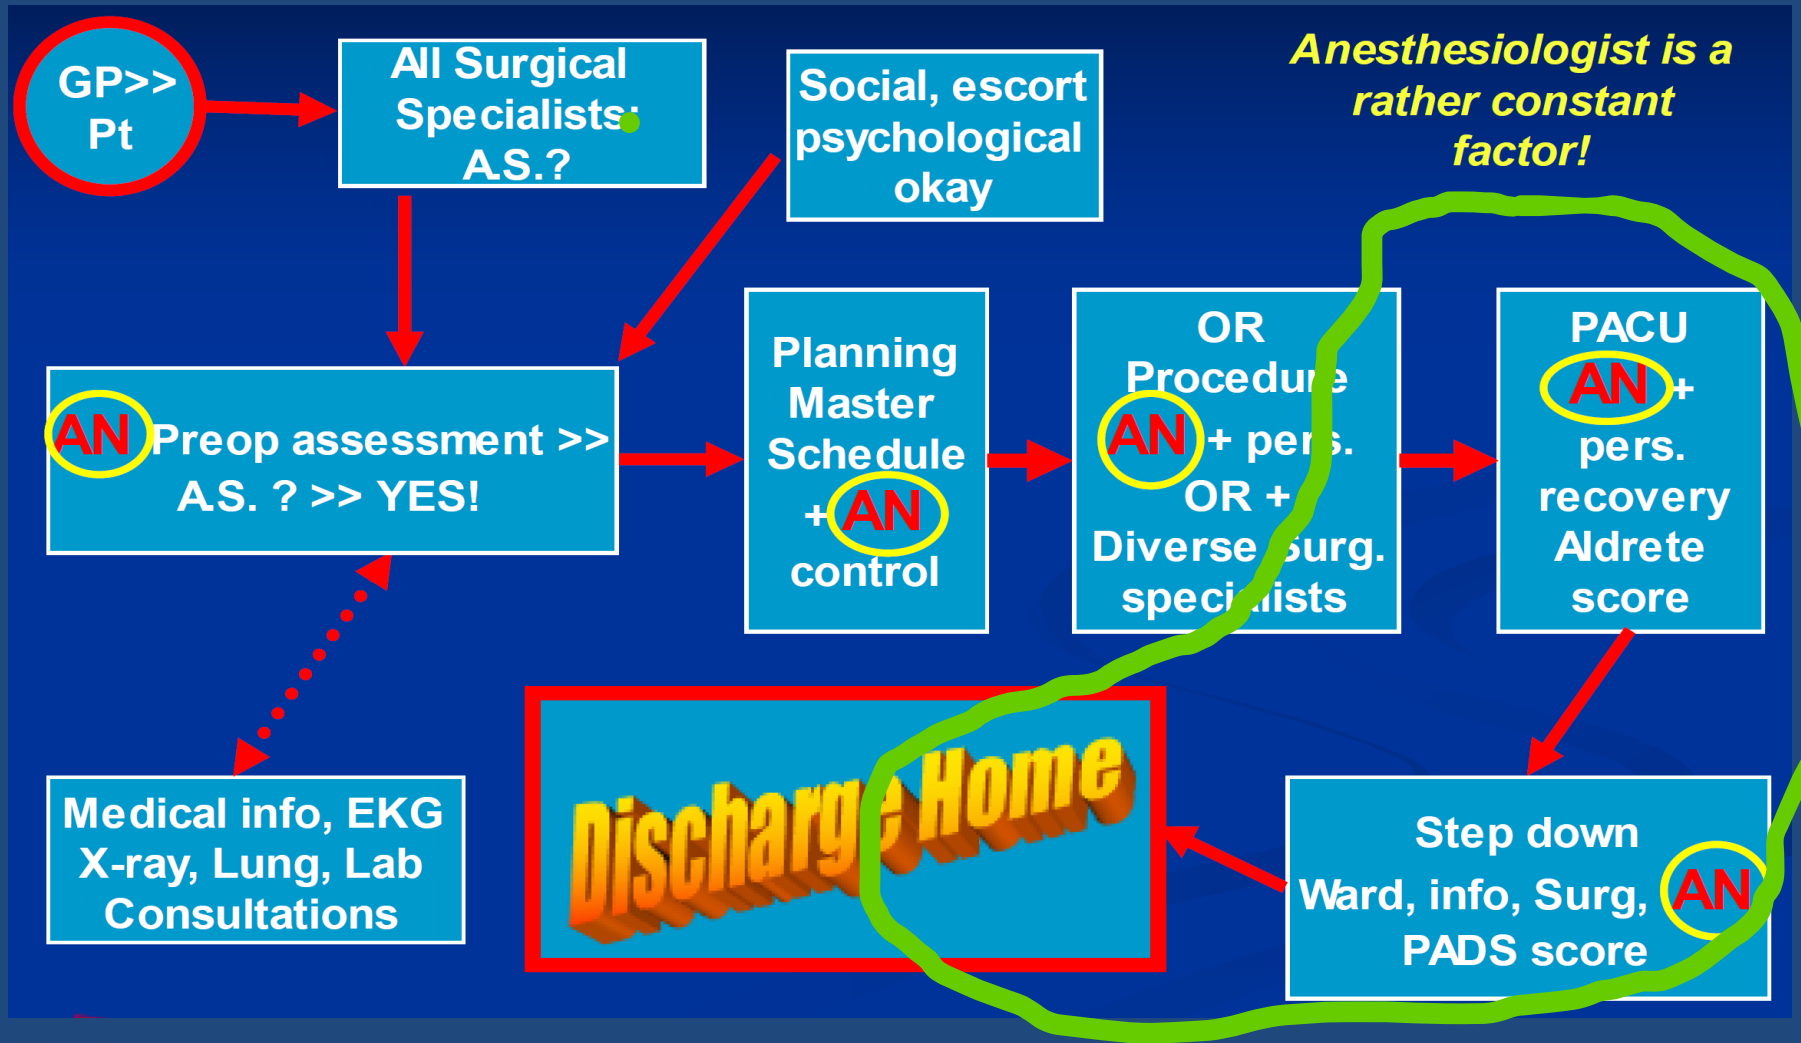 GP>>
Pt
All Surgical
Specialists:
A.S.?
Social, escort
psychological
okay
Anesthesiologist is a
rather constant
factor!
AN Preop assessment >>
A.S. ? >> YES!
Planning
Master
Schedule
+ AN
control
OR
Procedure
AN + pers.
OR +
Diverse Surg.
specialists
PACU
AN +
pers.
recovery
Aldrete
score
Medical info, EKG
X-ray, Lung, Lab
Consultations
Discharge Home
Step down
Ward, info, Surg, AN
PADS score